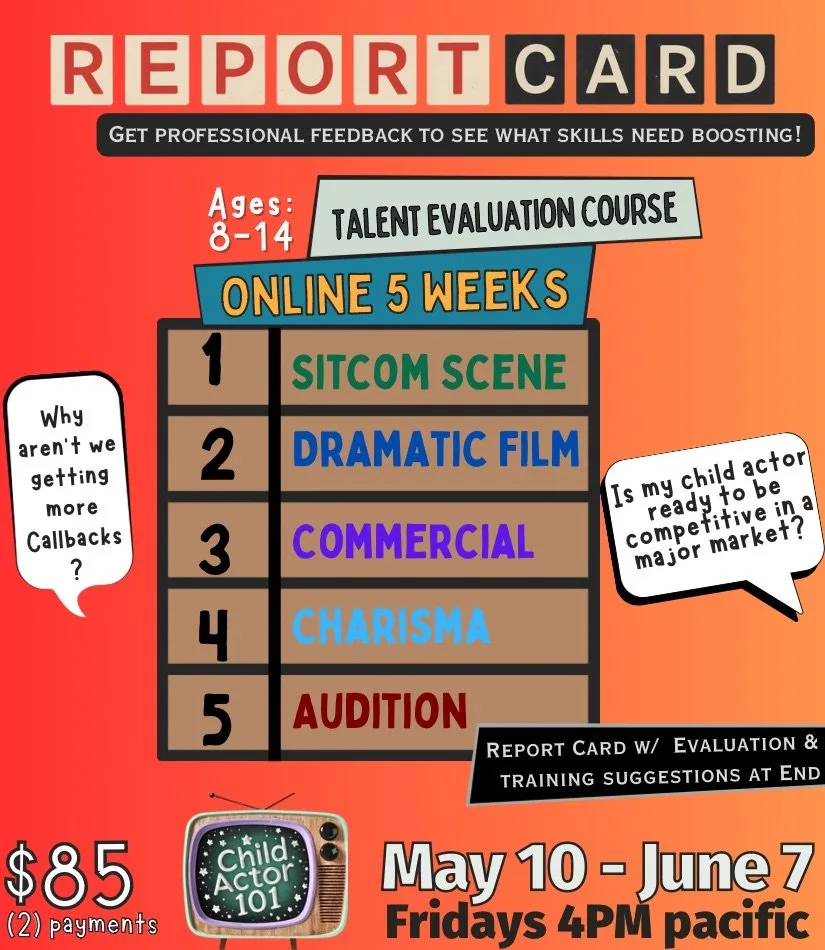 REPORT CARD
GET PROFESSIONAL FEEDBACK TO SEE WHAT SKILLS NEED BOOSTING!
Ages:
8-14
TALENT EVALUATION COURSE
ONLINE 5 WEEKS
1 SITCOM SCENE
2 DRAMATIC FILM
3 COMMERCIAL
4 CHARISMA
5 AUDITION
Why
aren't we
getting
more
Callbacks
?
Is my child actor
ready to be
competitive in a
major market?
REPORT CARD W/ EVALUATION &
TRAINING SUGGESTIONS AT END
$85
(2) payments
Child
Actor
101
May 10 - June 7
Fridays 4PM pacific